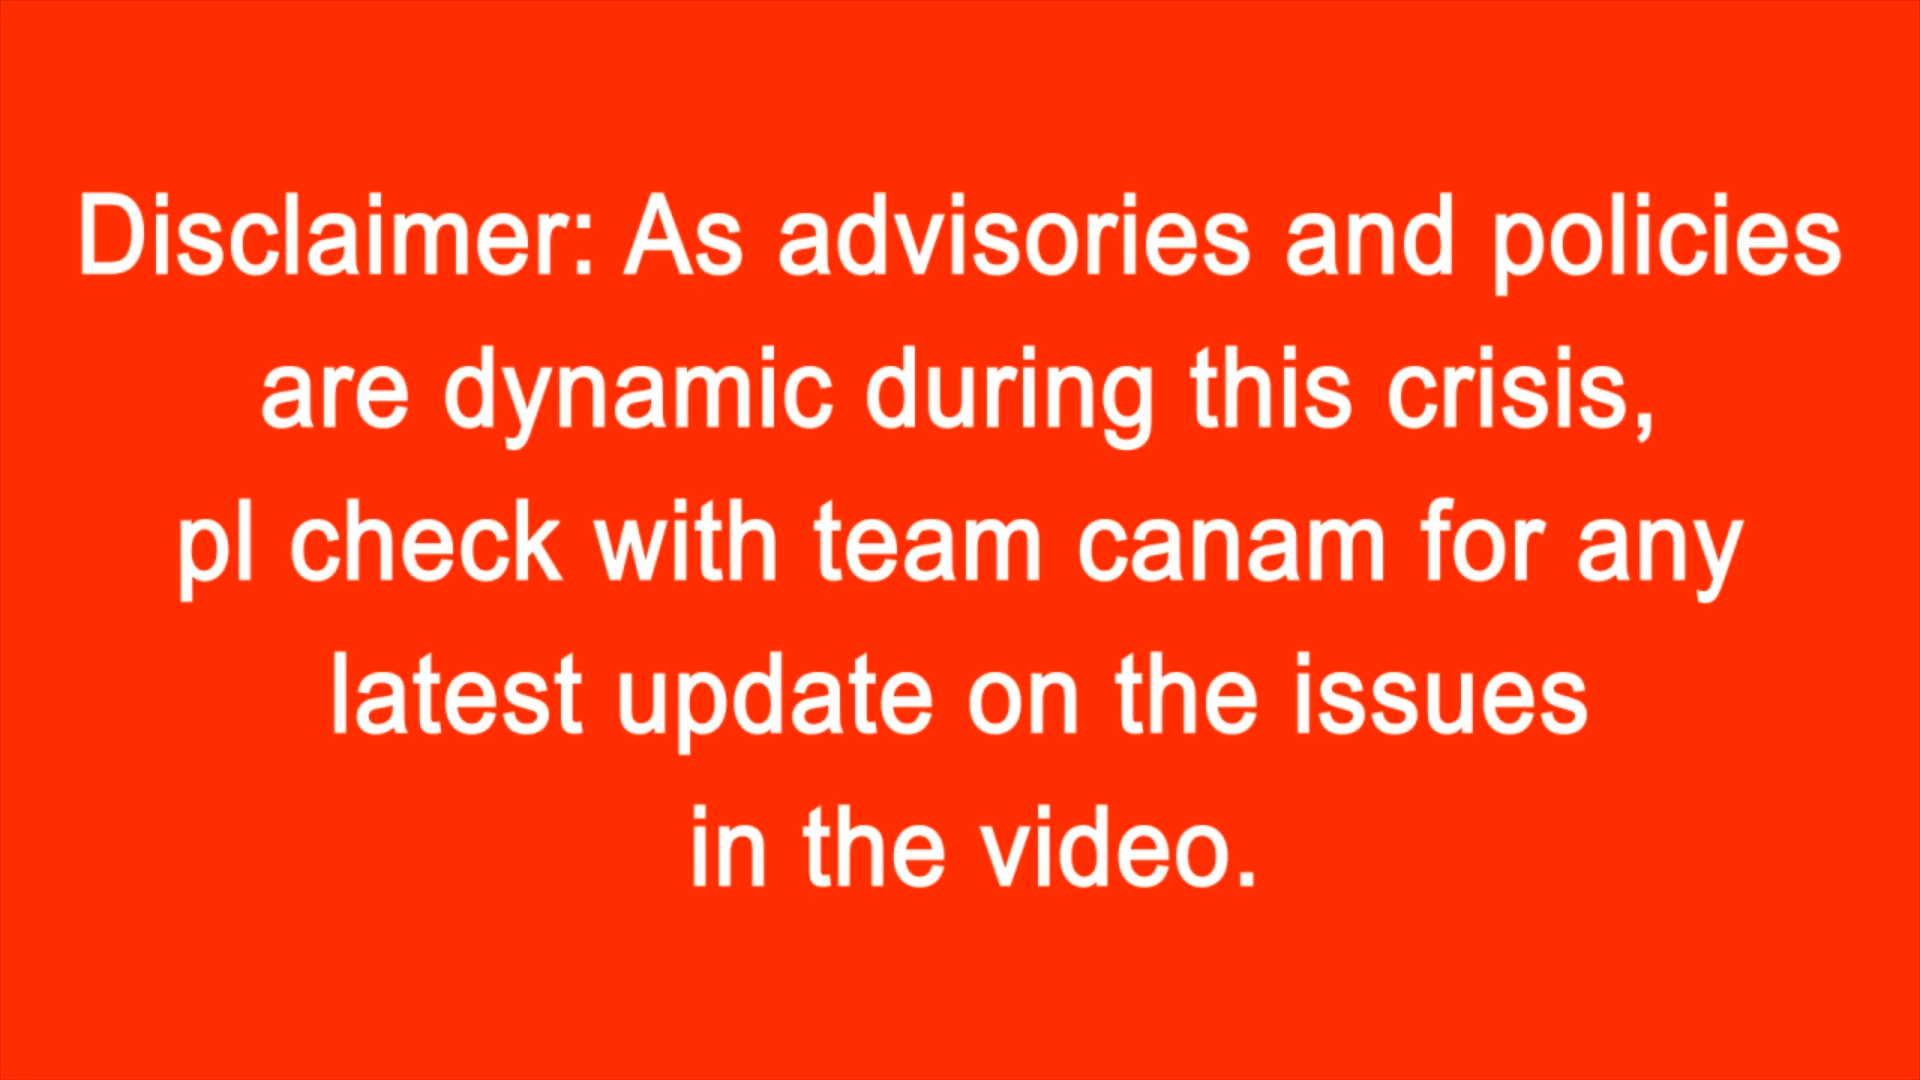 Disclaimer: As advisories and policies
are dynamic during this crisis,
pl check with team canam for any
latest update on the issues
in the video.